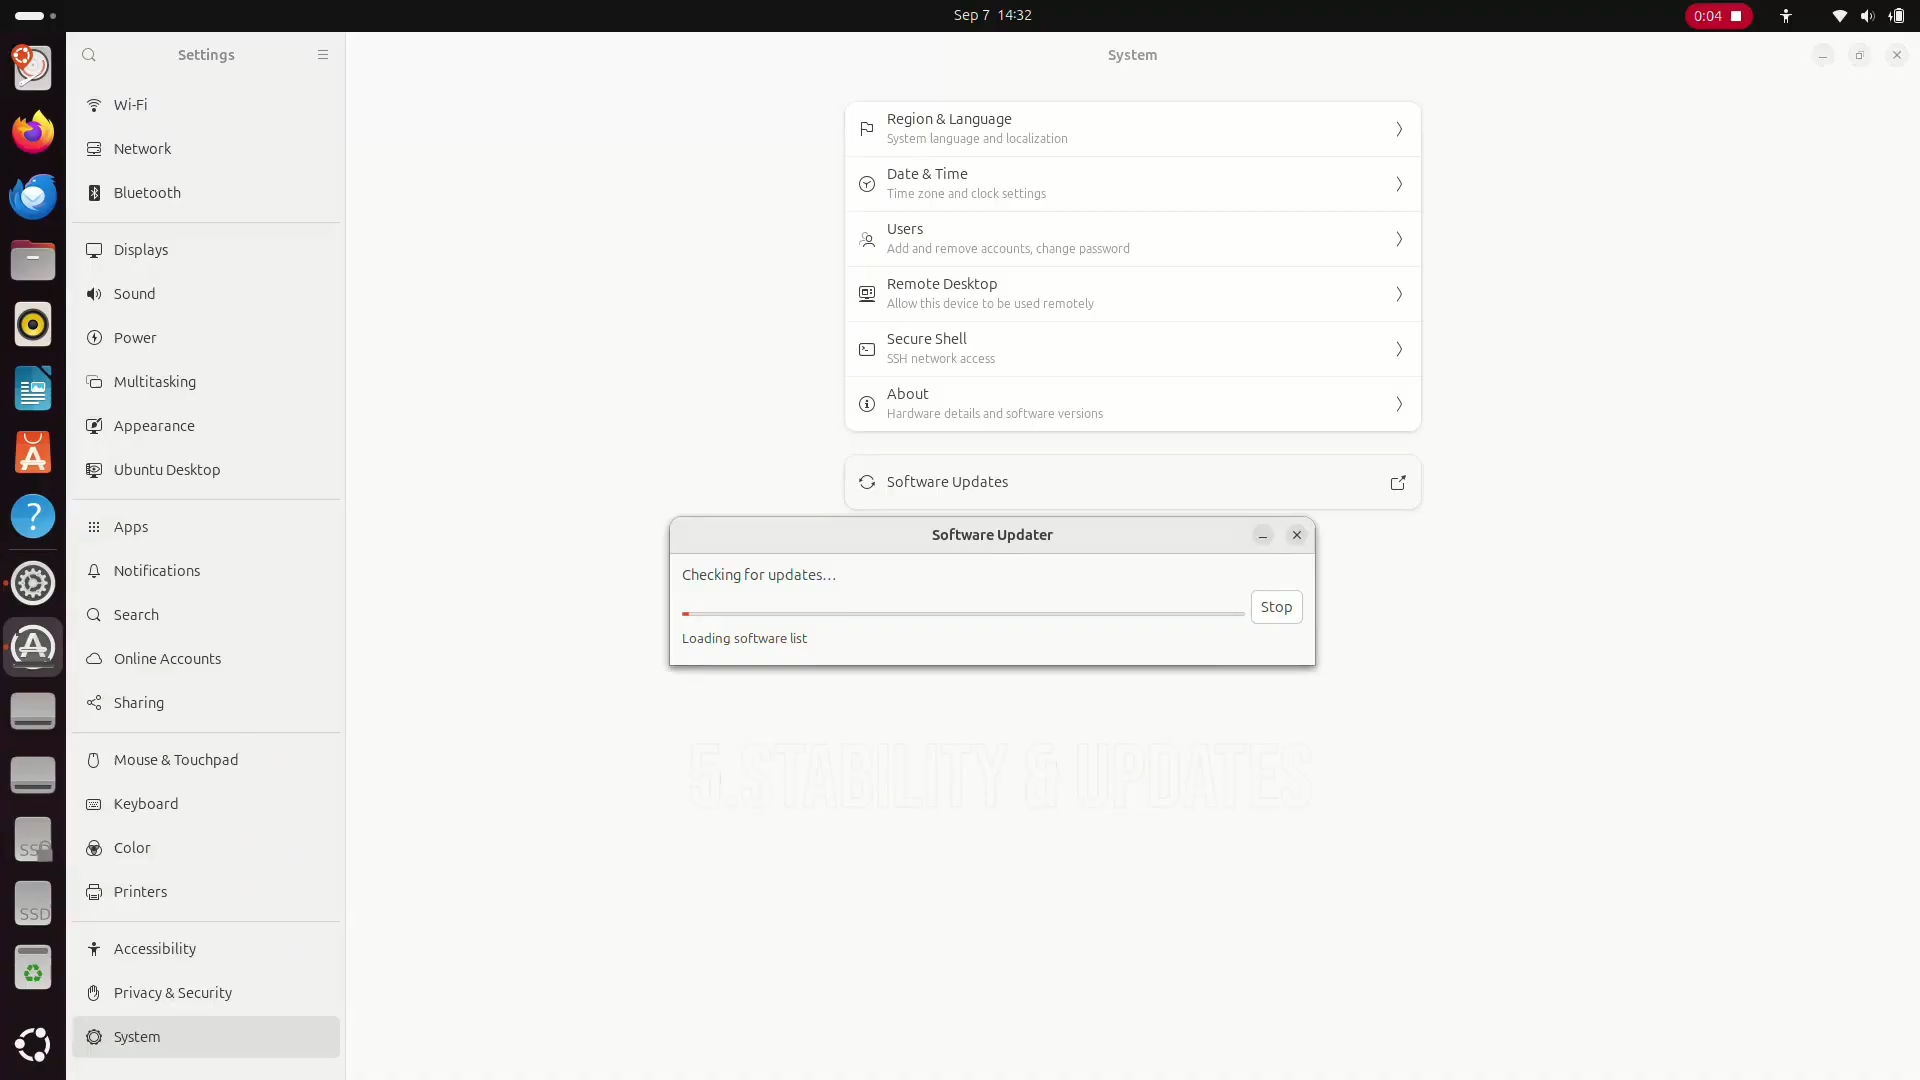 Sep 7 14:32
0:04
Settings
System
Wi-Fi
Network
Bluetooth
Displays
Sound
Power
Multitasking
Appearance
Ubuntu Desktop
Apps
Notifications
Search
Online Accounts
Sharing
Mouse & Touchpad
Keyboard
Color
Printers
Accessibility
Privacy & Security
System
Region & Language
System language and localization
Date & Time
Time zone and clock settings
Users
Add and remove accounts, change password
Remote Desktop
Allow this device to be used remotely
Secure Shell
SSH network access
About
Hardware details and software versions
Software Updates
Software Updater
Checking for updates...
Stop
Loading software list
5.STABILITY & UPDATES
SSD